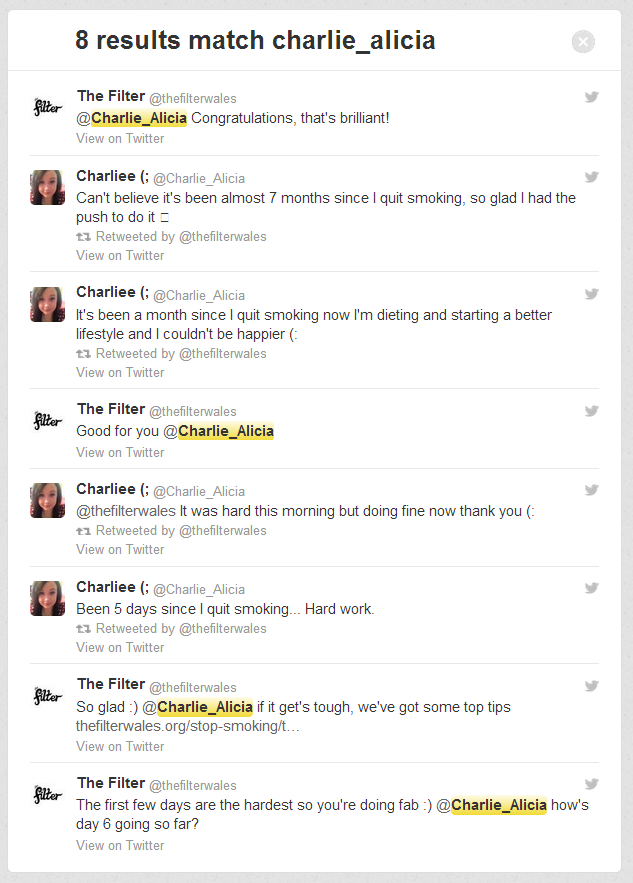 8 results match charlie_alicia
filter
The Filter @thefilterwales
@Charlie_Alicia Congratulations, that's brilliant!
View on Twitter
Charliee (; @Charlie_Alicia
Can't believe it's been almost 7 months since I quit smoking, so glad I had the
push to do it
Retweeted by @thefilterwales
View on Twitter
Charliee (; @Charlie_Alicia
It's been a month since I quit smoking now I'm dieting and starting a better
lifestyle and I couldn't be happier (:
Retweeted by @thefilterwales
View on Twitter
filter
The Filter @thefilterwales
Good for you @Charlie_Alicia
View on Twitter
Charliee (; @Charlie_Alicia
@thefilterwales It was hard this morning but doing fine now thank you (:
Retweeted by @thefilterwales
View on Twitter
Charliee (; @Charlie_Alicia
Been 5 days since I quit smoking... Hard work.
Retweeted by @thefilterwales
View on Twitter
filter
The Filter @thefilterwales
So glad :) @Charlie_Alicia if it get's tough, we've got some top tips
thefilterwales.org/stop-smoking/t…
View on Twitter
filter
The Filter @thefilterwales
The first few days are the hardest so you're doing fab :) @Charlie_Alicia how's
day 6 going so far?
View on Twitter